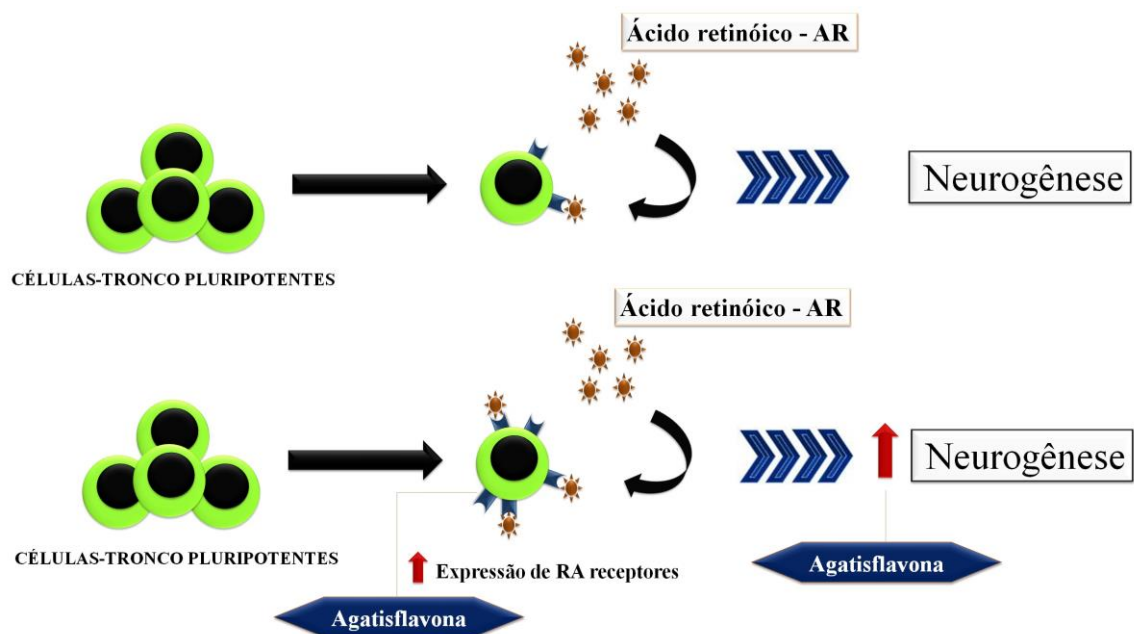 Ácido retinóico - AR
Neurogênese
CÉLULAS-TRONCO PLURIPOTENTES
Ácido retinóico - AR
Neurogênese
CÉLULAS-TRONCO PLURIPOTENTES
Expressão de RA receptores
Agatisflavona
Agatisflavona